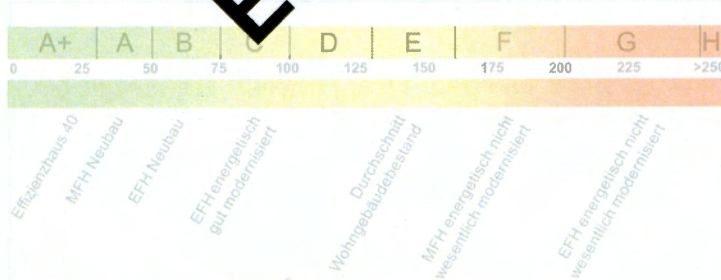 E
A+ A B C D E F G H
0 25 50 75 100 125 150 175 200 225 >250
Effizienzhaus 40
MFH Neubau
EFH Neubau
EFH energetisch
gut modernisiert
Durchschnitt
Wohngebäudebestand
MFH energetisch nicht
wesentlich modernisiert
EFH energetisch nicht
wesentlich modernisiert